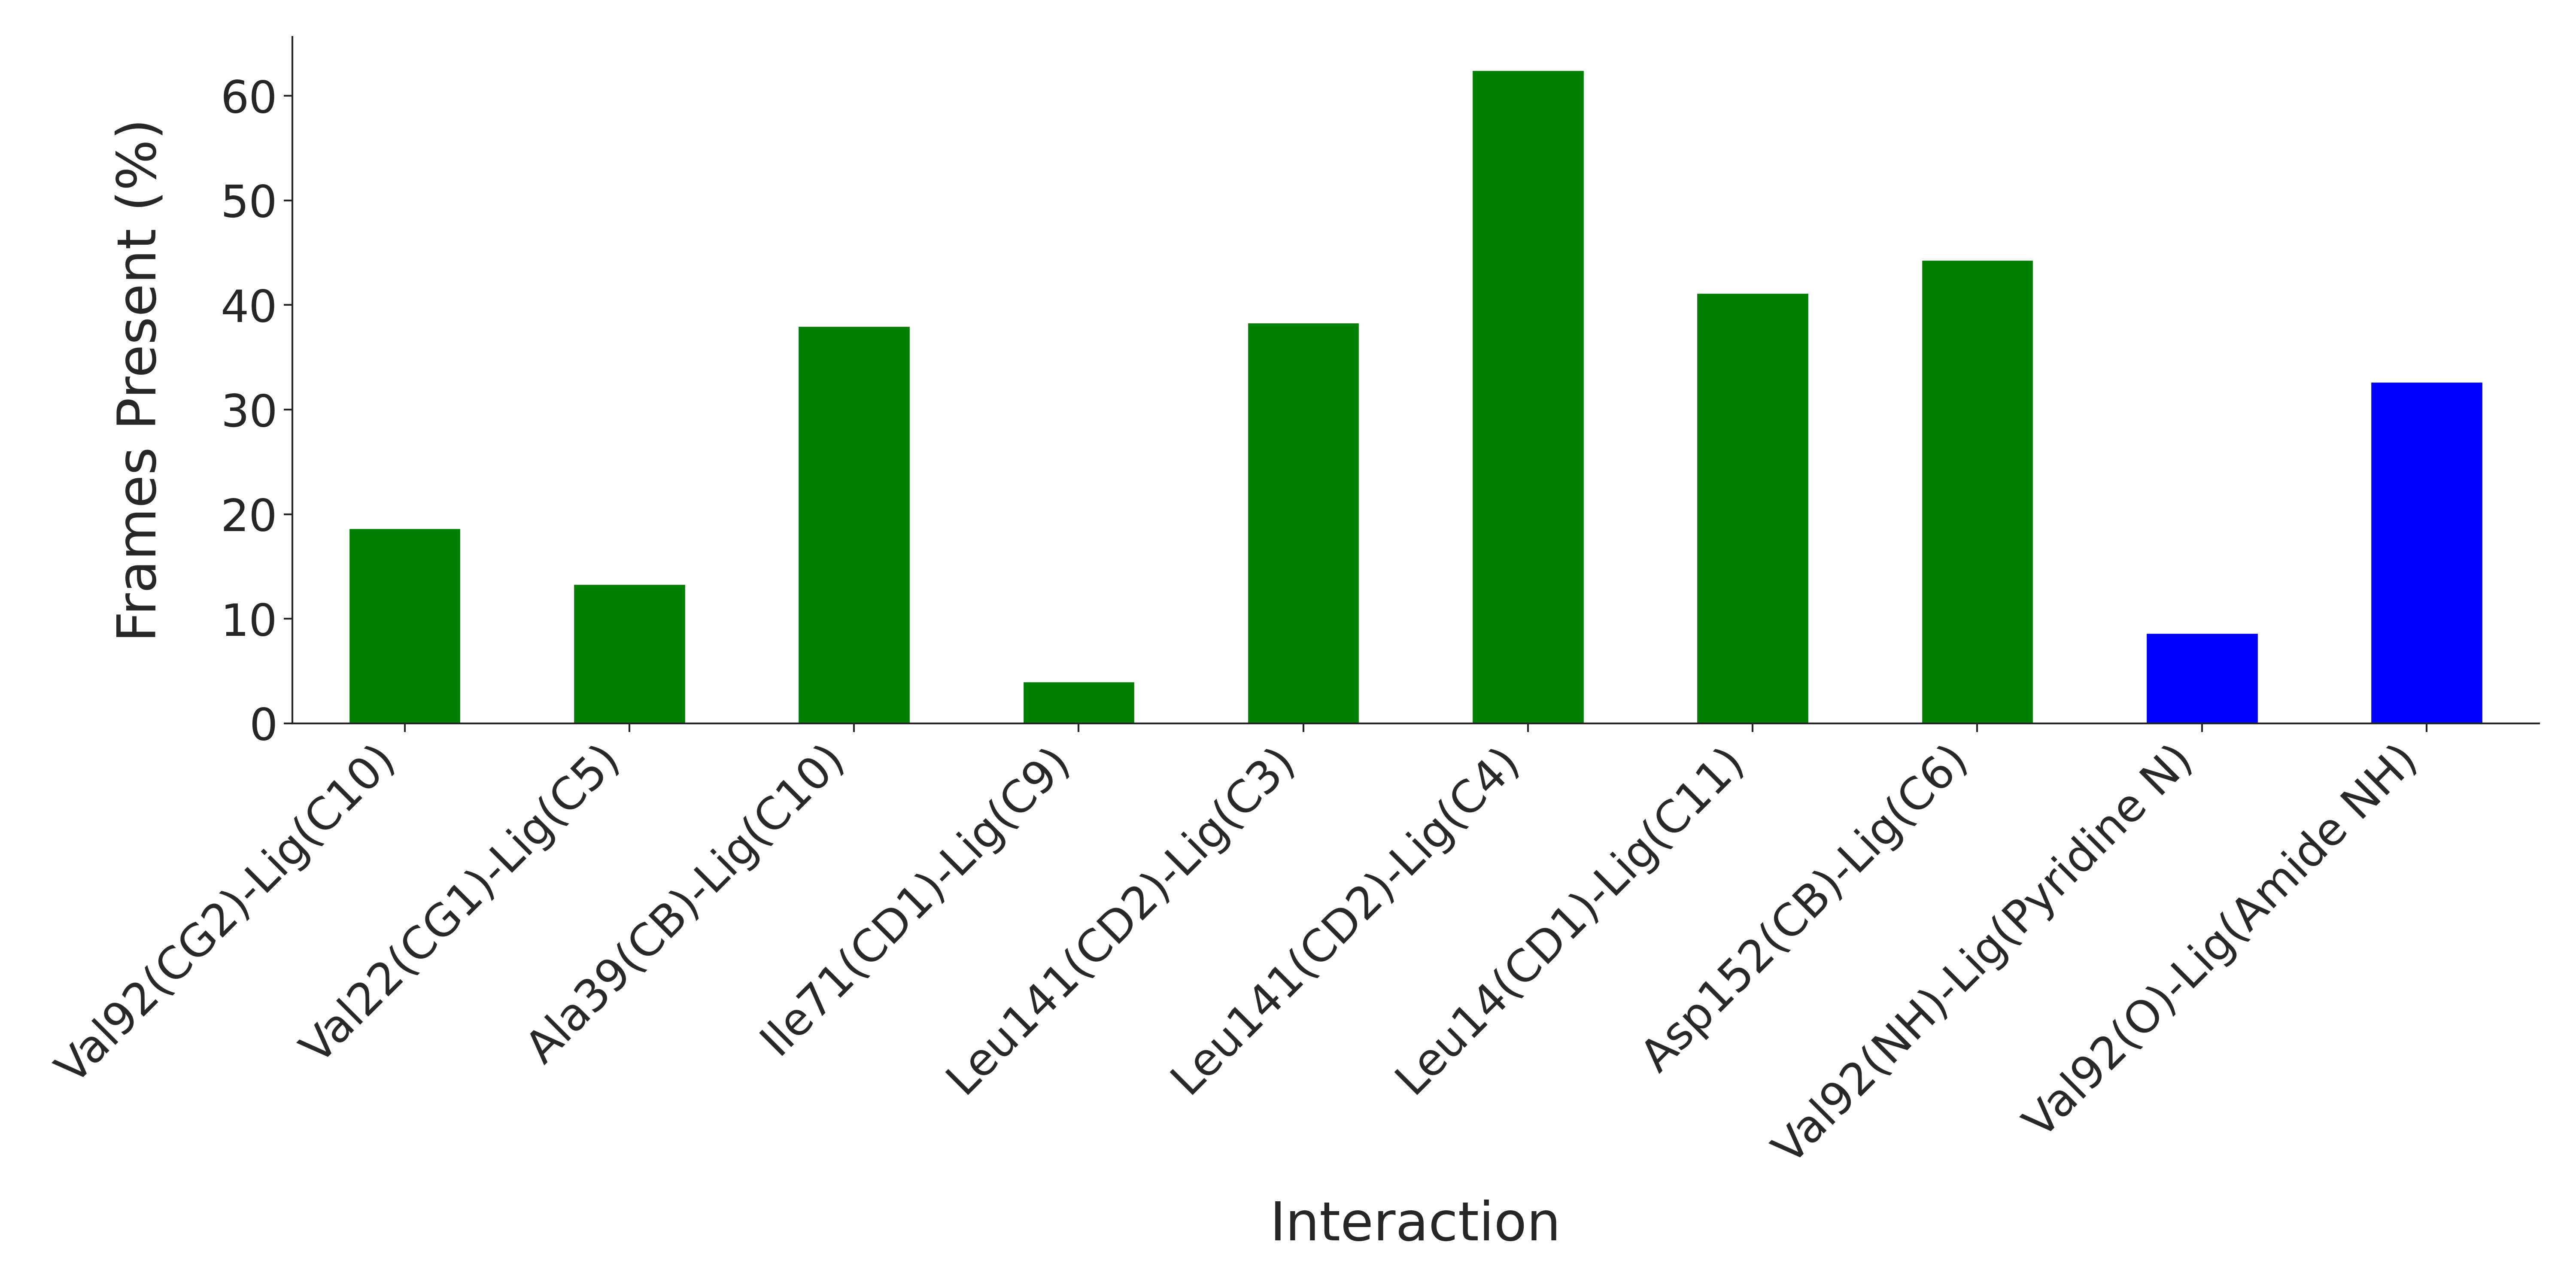 Frames Present (%)
60
50
40
30
20
10
0
Val92(CG2)-Lig(C10)
Val22(CG1)-Lig(C5)
Ala39(CB)-Lig(C10)
Ile71(CD1)-Lig(C9)
Leu141(CD2)-Lig(C3)
Leu141(CD2)-Lig(C4)
Leu14(CD1)-Lig(C11)
Asp152(CB)-Lig(C6)
Val92(NH)-Lig(Pyridine N)
Val92(O)-Lig(Amide NH)
Interaction